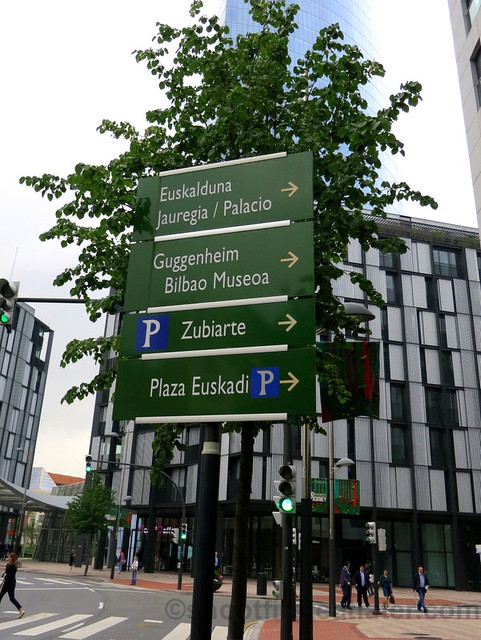 Euskalduna
Jauregia / Palacio
Guggenheim
Bilbao Museoa
P Zubiarte
Plaza Euskadi P